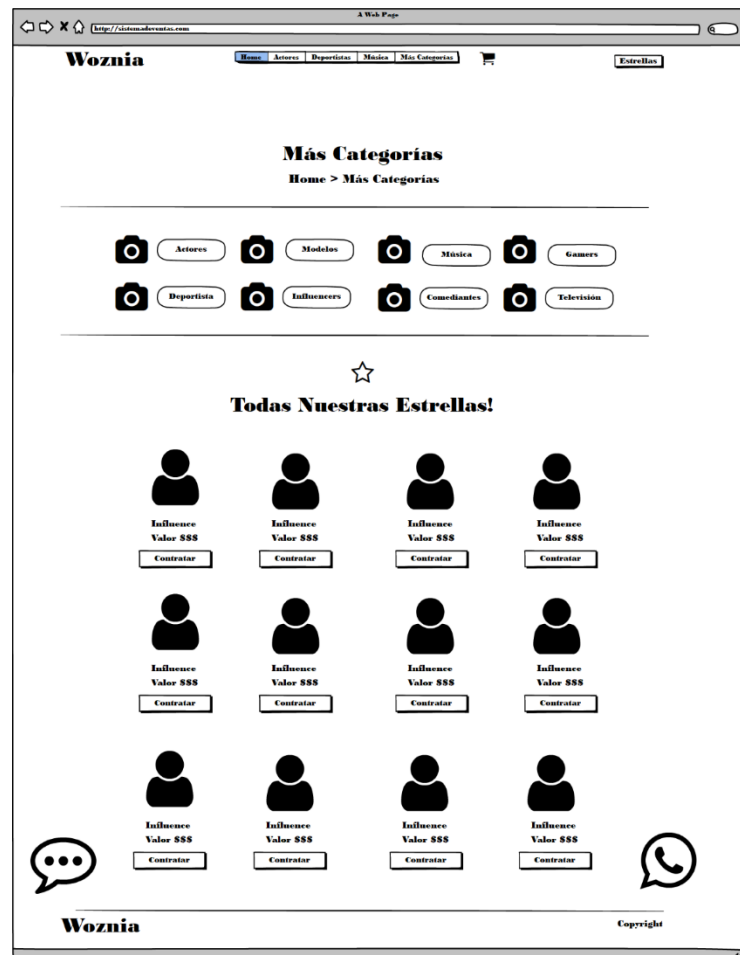 A Web Page
http://sistemadeventas.com
Woznia
Home Actores Deportistas Música Más Categorías
Estrellas
Más Categorías
Home > Más Categorías
Actores Modelos Música Gamers
Deportista Influencers Comediantes Televisión
Todas Nuestras Estrellas!
Influence Influence Influence Influence
Valor $$$ Valor $$$ Valor $$$ Valor $$$
Contratar Contratar Contratar Contratar
Influence Influence Influence Influence
Valor $$$ Valor $$$ Valor $$$ Valor $$$
Contratar Contratar Contratar Contratar
Influence Influence Influence Influence
Valor $$$ Valor $$$ Valor $$$ Valor $$$
Contratar Contratar Contratar Contratar
Woznia
Copyright